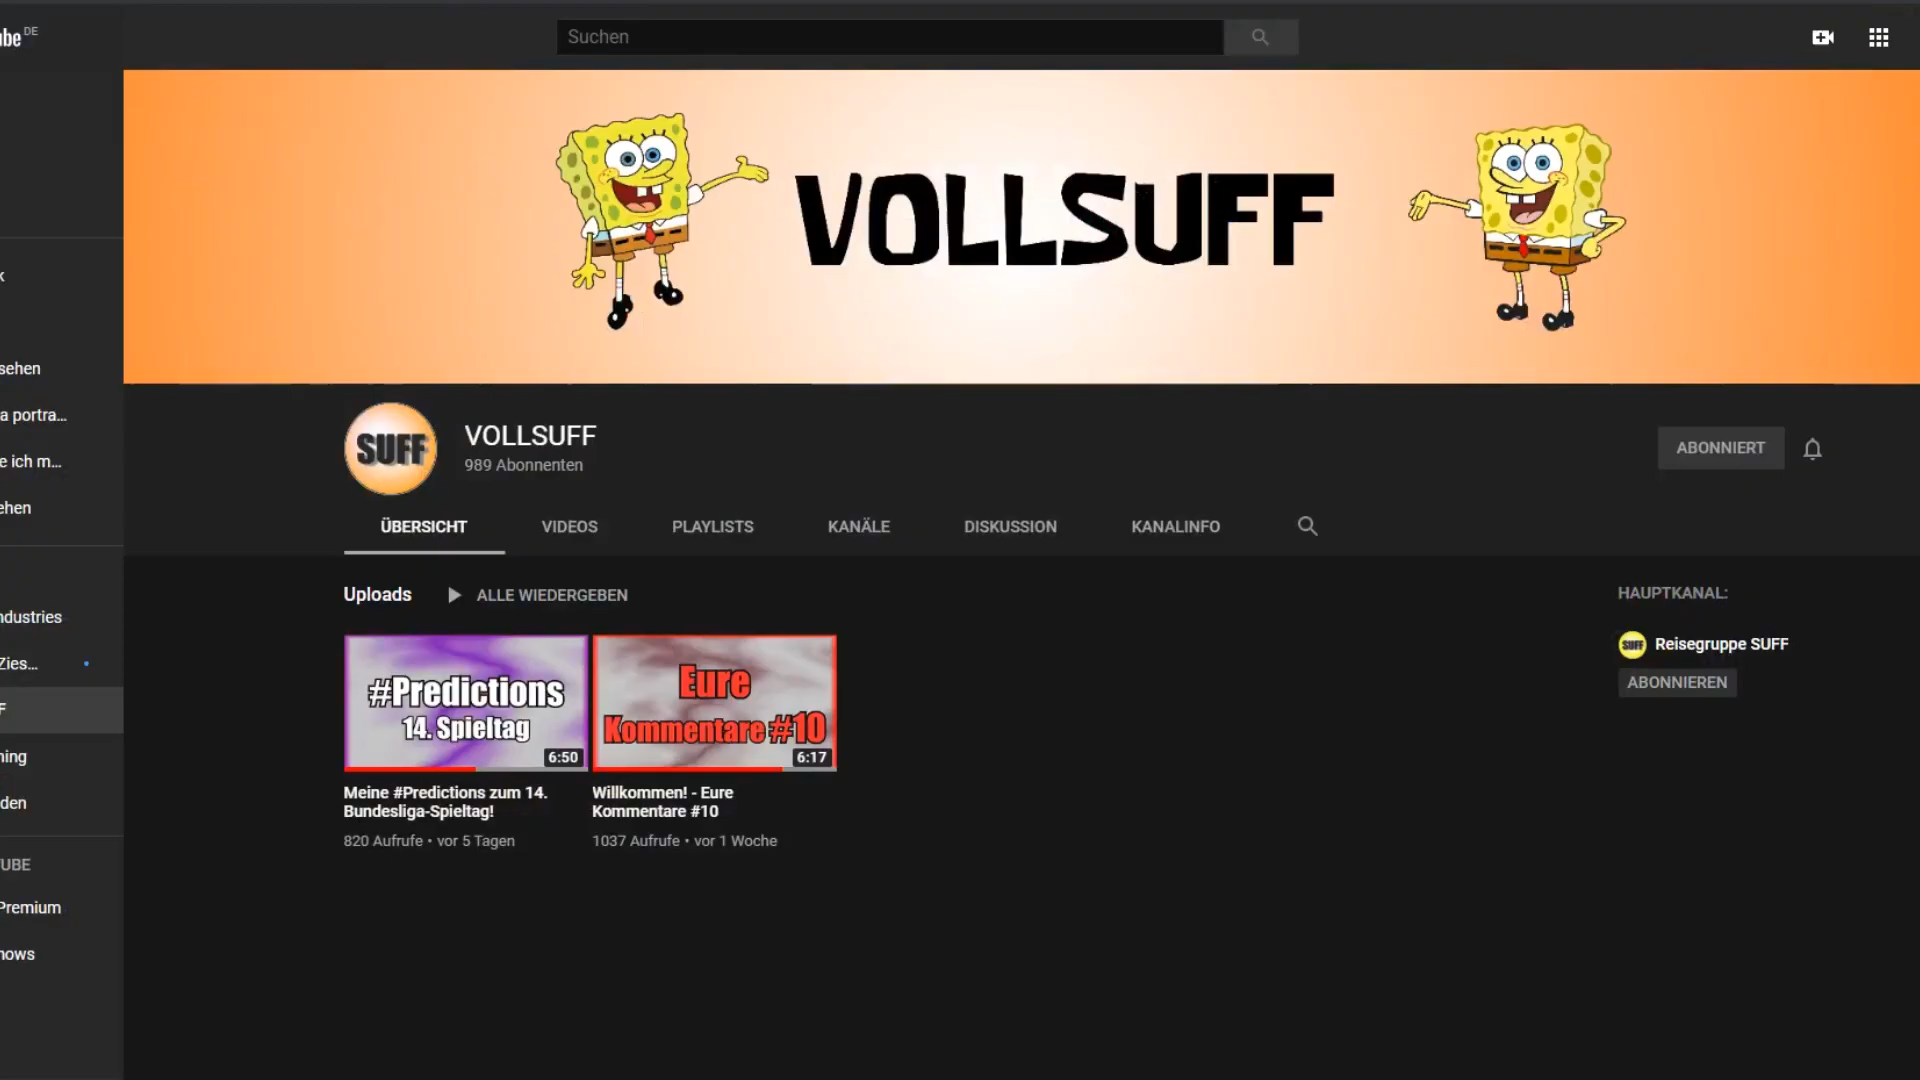 ube DE
Suchen
VOLLSUFF
k
sehen
a portra...
e ich m...
ehen
ndustries
Zies...
F
ning
den
UBE
Premium
hows
SUFF
VOLLSUFF
989 Abonnenten
ABONNIERT
ÜBERSICHT VIDEOS PLAYLISTS KANÄLE DISKUSSION KANALINFO
Uploads ALLE WIEDERGEBEN
#Predictions
14. Spieltag
6:50
Meine #Predictions zum 14.
Bundesliga-Spieltag!
820 Aufrufe • vor 5 Tagen
Eure
Kommentare #10
6:17
Willkommen! - Eure
Kommentare #10
1037 Aufrufe • vor 1 Woche
HAUPTKANAL:
SUFF
Reisegruppe SUFF
ABONNIEREN